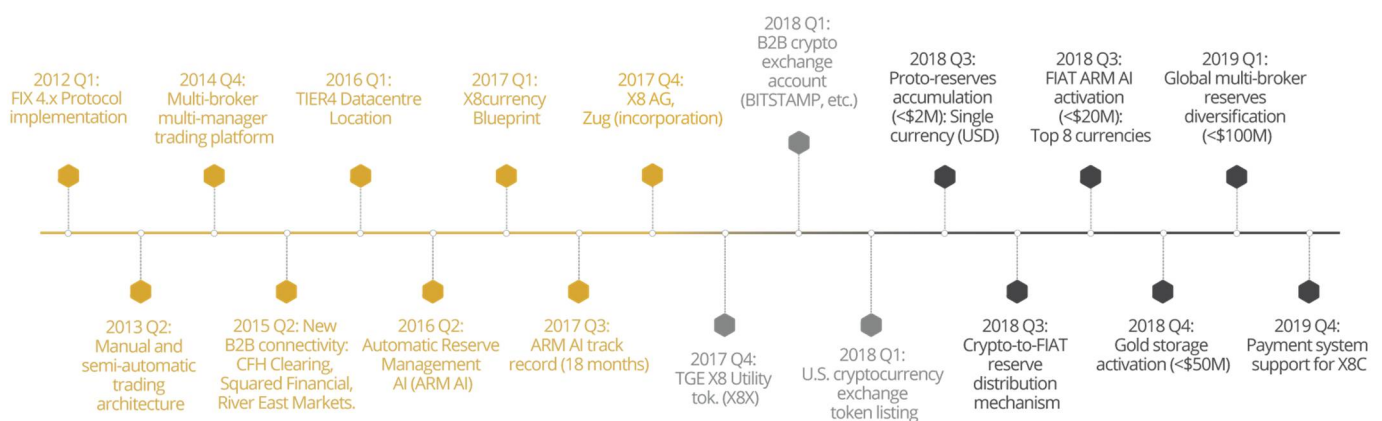 2012 Q1:
FIX 4.x Protocol
implementation
2013 Q2:
Manual and
semi-automatic
trading
architecture
2014 Q4:
Multi-broker
multi-manager
trading platform
2015 Q2: New
B2B connectivity:
CFH Clearing,
Squared Financial,
River East Markets.
2016 Q1:
TIER4 Datacentre
Location
2016 Q2:
Automatic Reserve
Management
AI (ARM AI)
2017 Q1:
X8currency
Blueprint
2017 Q3:
ARM AI track
record (18 months)
2017 Q4:
X8 AG,
Zug (incorporation)
2017 Q4:
TGE X8 Utility
tok. (X8X)
2018 Q1:
B2B crypto
exchange
account
(BITSTAMP, etc.)
2018 Q1:
U.S. cryptocurrency
exchange
token listing
2018 Q3:
Proto-reserves
accumulation
(<$2M): Single
currency (USD)
2018 Q3:
Crypto-to-FIAT
reserve
distribution
mechanism
2018 Q3:
FIAT ARM AI
activation
(<$20M):
Top 8 currencies
2018 Q4:
Gold storage
activation (<$50M)
2019 Q1:
Global multi-broker
reserves
diversification
(<$100M)
2019 Q4:
Payment system
support for X8C